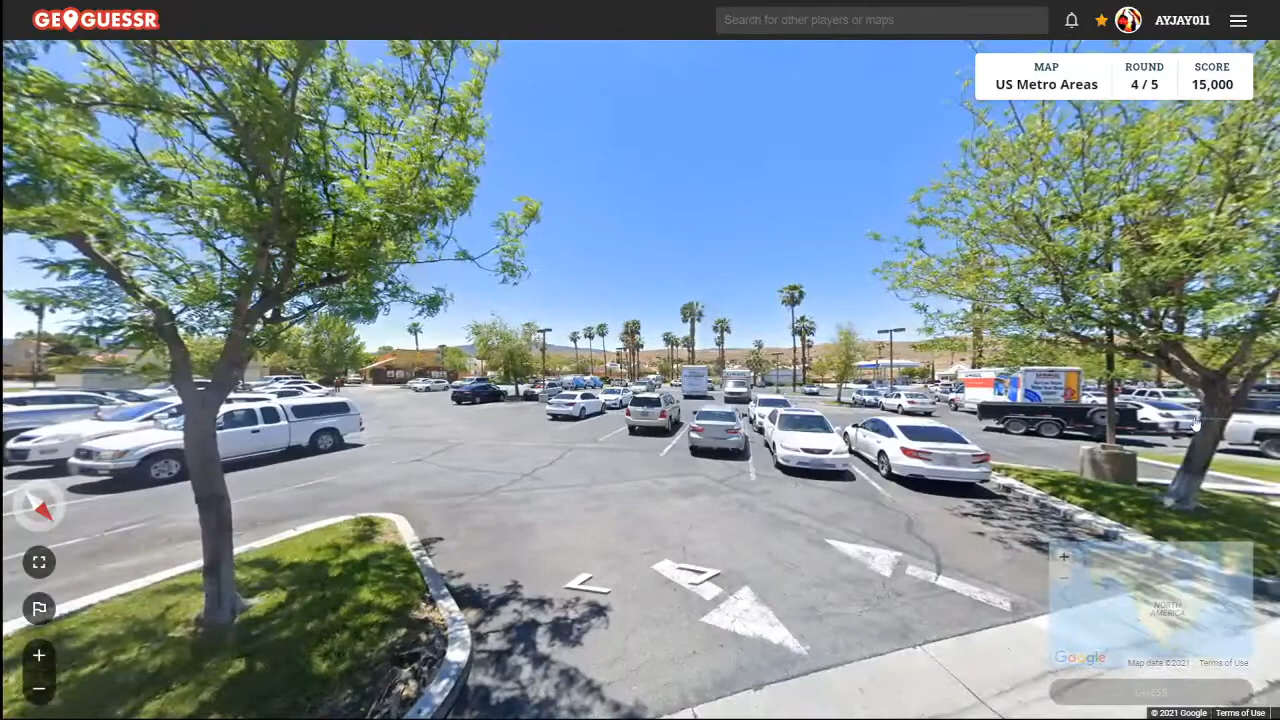 GEOGUESSR
Search for other players or maps
AYJAY011
MAP
US Metro Areas
ROUND
4 / 5
SCORE
15,000
+
−
+
−
NORTH
AMERICA
Google
Map data ©2021
Terms of Use
GUESS
© 2021 Google
Terms of Use